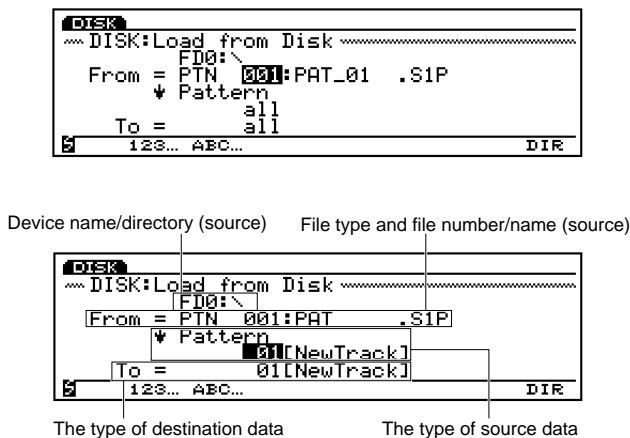 DISK
DISK:Load from Disk
FD0:\
From = PTN 001:PAT_01 .S1P
Pattern
all
To = all
5 123... ABC... DIR
Device name/directory (source) File type and file number/name (source)
DISK
DISK:Load from Disk
FD0:\
From = PTN 001:PAT .S1P
Pattern
01[NewTrack]
To = 01[NewTrack]
5 123... ABC... DIR
The type of destination data The type of source data